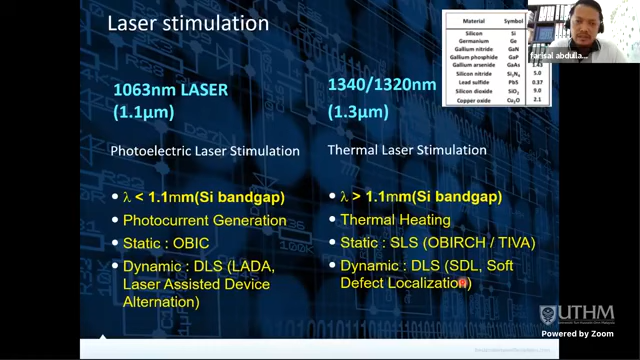 Laser stimulation
Material Symbol
Silicon Si
Germanium Ge
Gallium nitride GaN
Gallium phosphide GaP
Gallium arsenide GaAs
Silicon nitride Si3N4 5.0
Lead sulfide PbS 0.37
Silicon dioxide SiO2 9.0
Copper oxide Cu2O 2.1
farisal abdulla...
1063nm LASER
(1.1µm)
Photoelectric Laser Stimulation
λ < 1.1mm(Si bandgap)
Photocurrent Generation
Static : OBIC
Dynamic : DLS (LADA,
Laser Assisted Device
Alternation)
1340/1320nm
(1.3µm)
Thermal Laser Stimulation
λ > 1.1mm(Si bandgap)
Thermal Heating
Static : SLS (OBIRCH / TIVA)
Dynamic : DLS (SDL, Soft
Defect Localization)
UTHM
Powered by Zoom